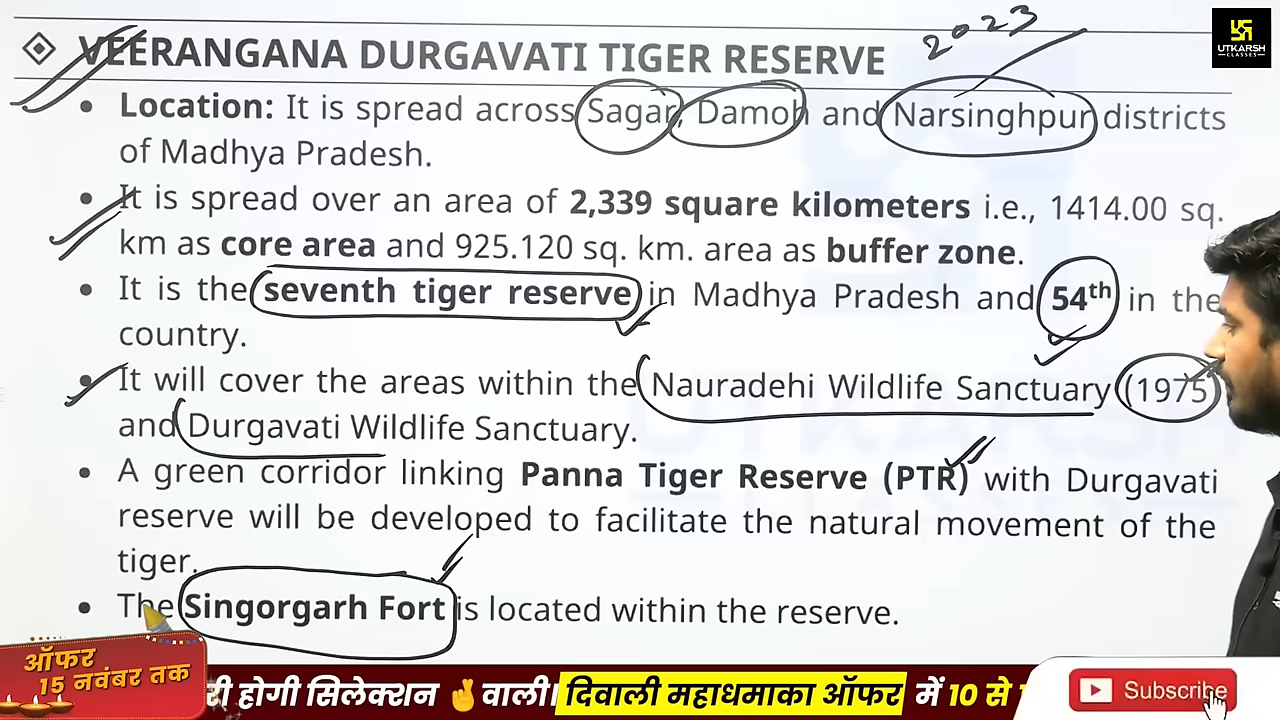 2023
UTKARSH
CLASSES
VEERANGANA DURGAVATI TIGER RESERVE
• Location: It is spread across Sagar, Damoh and Narsinghpur districts
of Madhya Pradesh.
• It is spread over an area of 2,339 square kilometers i.e., 1414.00 sq.
km as core area and 925.120 sq. km. area as buffer zone.
• It is the seventh tiger reserve in Madhya Pradesh and 54th in the
country.
• It will cover the areas within the Nauradehi Wildlife Sanctuary (1975)
and Durgavati Wildlife Sanctuary.
• A green corridor linking Panna Tiger Reserve (PTR) with Durgavati
reserve will be developed to facilitate the natural movement of the
tiger.
• The Singorgarh Fort is located within the reserve.
ऑफर
15 नवंबर तक
री होगी सिलेक्शन 🤞 वाली। दिवाली महाधमाका ऑफर में 10 से
Subscribe